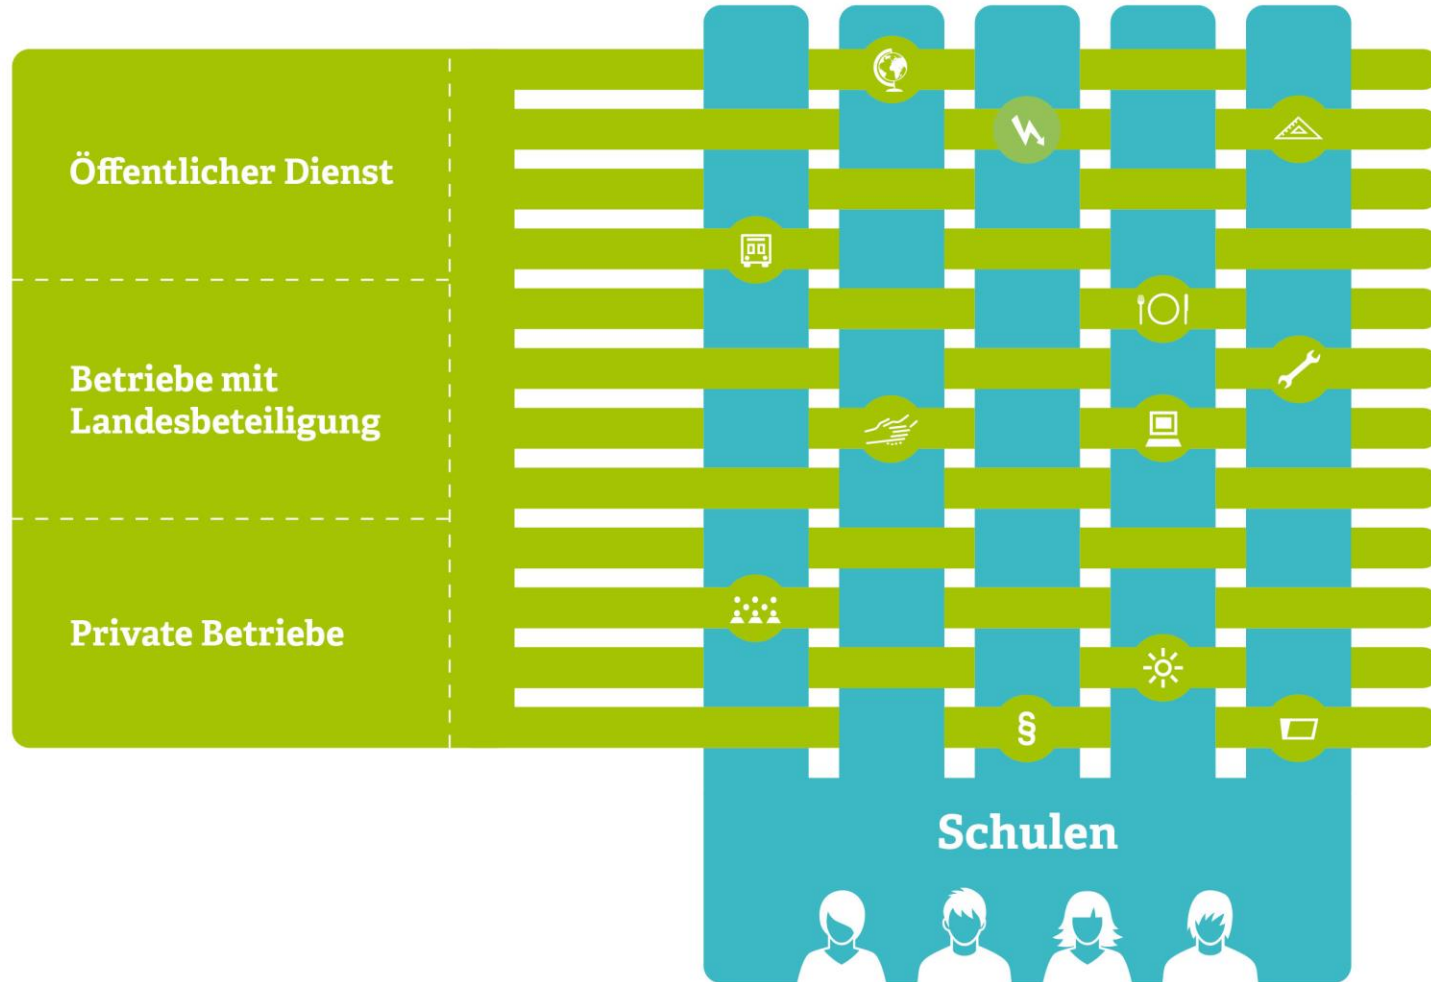 Öffentlicher Dienst
Betriebe mit
Landesbeteiligung
Private Betriebe
§
Schulen